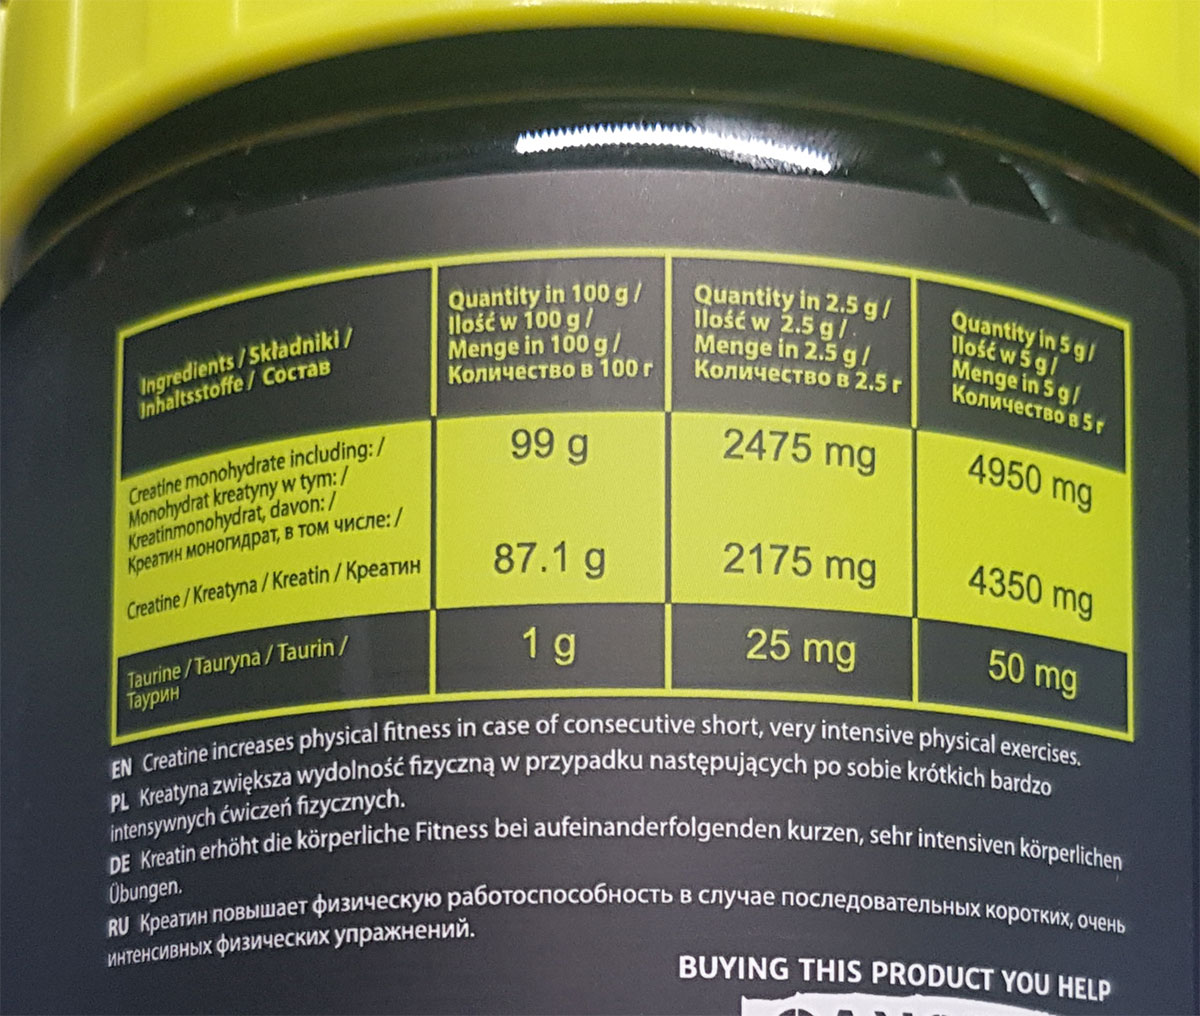 Ingredients / Składniki /
Inhaltsstoffe / Состав
Quantity in 100 g /
Ilość w 100 g /
Menge in 100 g /
Количество в 100 г
Quantity in 2.5 g /
Ilość w 2.5 g /
Menge in 2.5 g /
Количество в 2.5 г
Quantity in 5 g /
Ilość w 5 g /
Menge in 5 g /
Количество в 5 г
Creatine monohydrate including: /
Monohydrat kreatyny w tym: /
Kreatinmonohydrat, davon: /
Креатин моногидрат, в том числе: /
99 g
2475 mg
4950 mg
Creatine / Kreatyna / Kreatin / Креатин
87.1 g
2175 mg
4350 mg
Taurine / Tauryna / Taurin /
Таурин
1 g
25 mg
50 mg
EN Creatine increases physical fitness in case of consecutive short, very intensive physical exercises.
PL Kreatyna zwiększa wydolność fizyczną w przypadku następujących po sobie krótkich bardzo
intensywnych ćwiczeń fizycznych.
DE Kreatin erhöht die körperliche Fitness bei aufeinanderfolgenden kurzen, sehr intensiven körperlichen
Übungen.
RU Креатин повышает физическую работоспособность в случае последовательных коротких, очень
интенсивных физических упражнений.
BUYING THIS PRODUCT YOU HELP